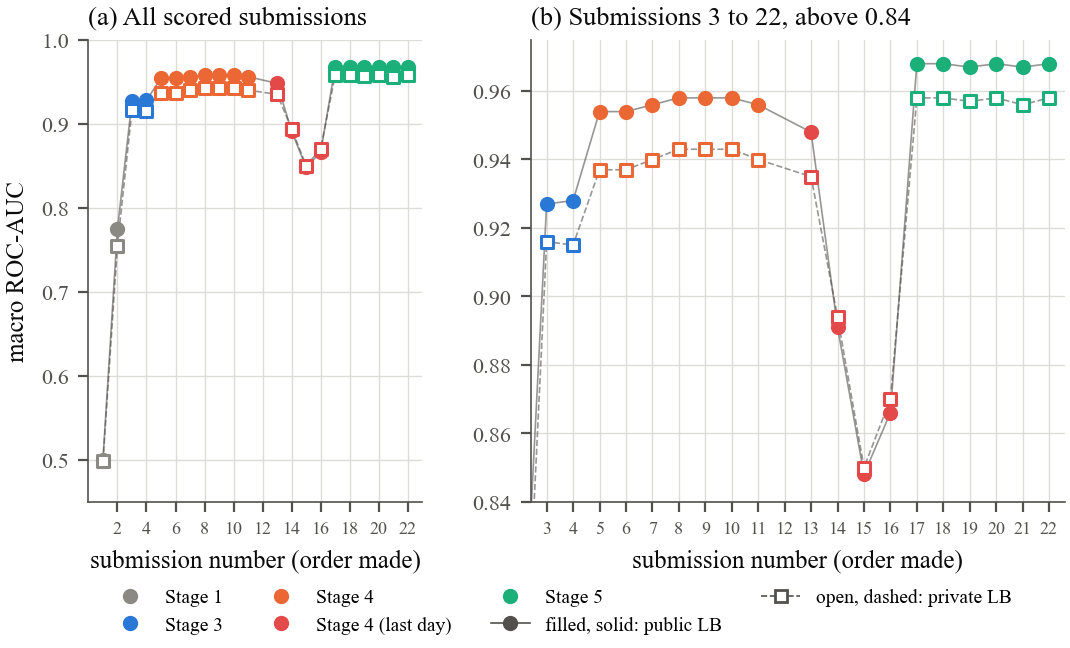 (a) All scored submissions
(b) Submissions 3 to 22, above 0.84
macro ROC-AUC
1.0
0.9
0.8
0.7
0.6
0.5
2 4 6 8 10 12 14 16 18 20 22
submission number (order made)
0.96
0.94
0.92
0.90
0.88
0.86
0.84
3 4 5 6 7 8 9 10 11 12 13 14 15 16 17 18 19 20 21 22
submission number (order made)
Stage 1
Stage 3
Stage 4
Stage 4 (last day)
Stage 5
filled, solid: public LB
open, dashed: private LB